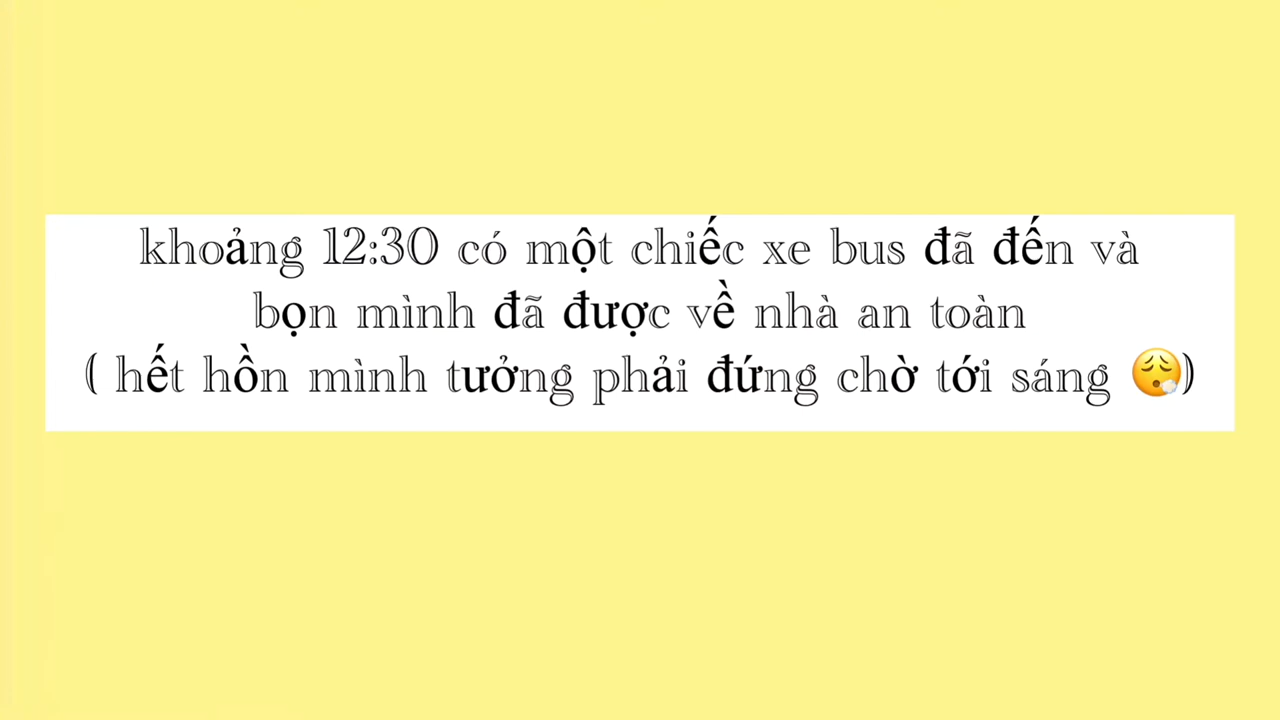 khoảng 12:30 có một chiếc xe bus đã đến và
bọn mình đã được về nhà an toàn
( hết hồn mình tưởng phải đứng chờ tới sáng 😮‍💨)